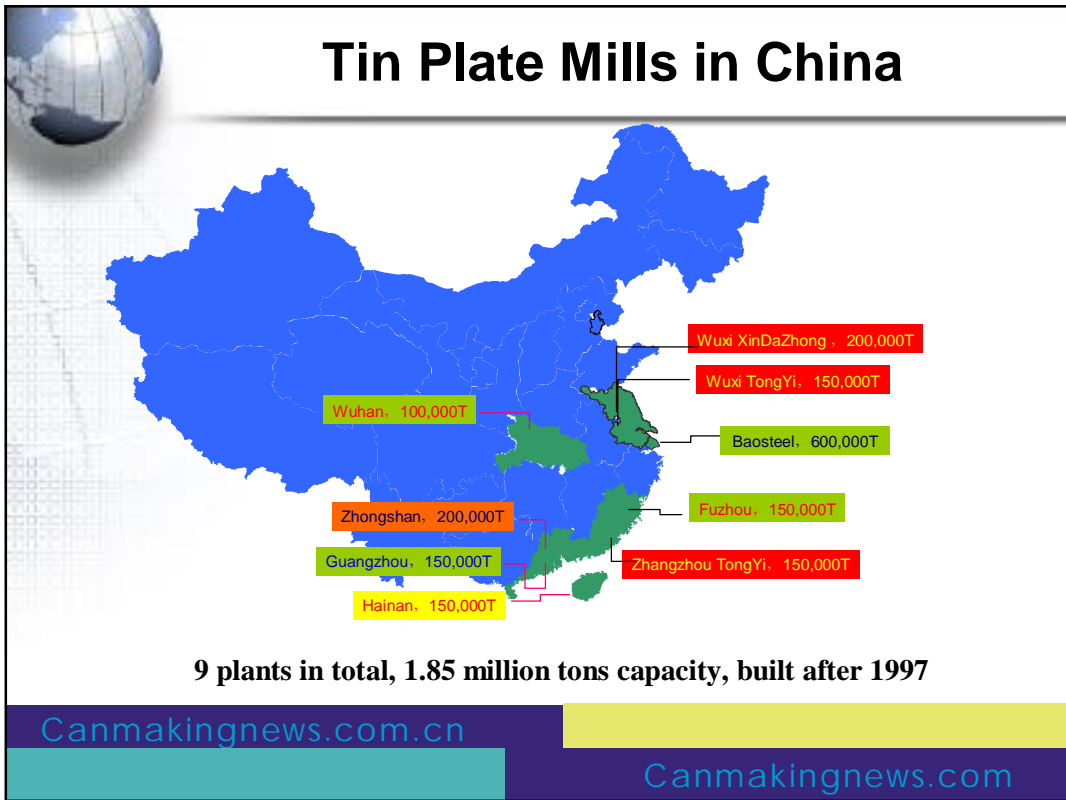 Tin Plate Mills in China
Wuxi XinDaZhong ，200,000T
Wuxi TongYi，150,000T
Wuhan，100,000T
Baosteel，600,000T
Zhongshan，200,000T
Fuzhou，150,000T
Guangzhou，150,000T
Zhangzhou TongYi，150,000T
Hainan，150,000T
9 plants in total, 1.85 million tons capacity, built after 1997
Canmakingnews.com.cn
Canmakingnews.com